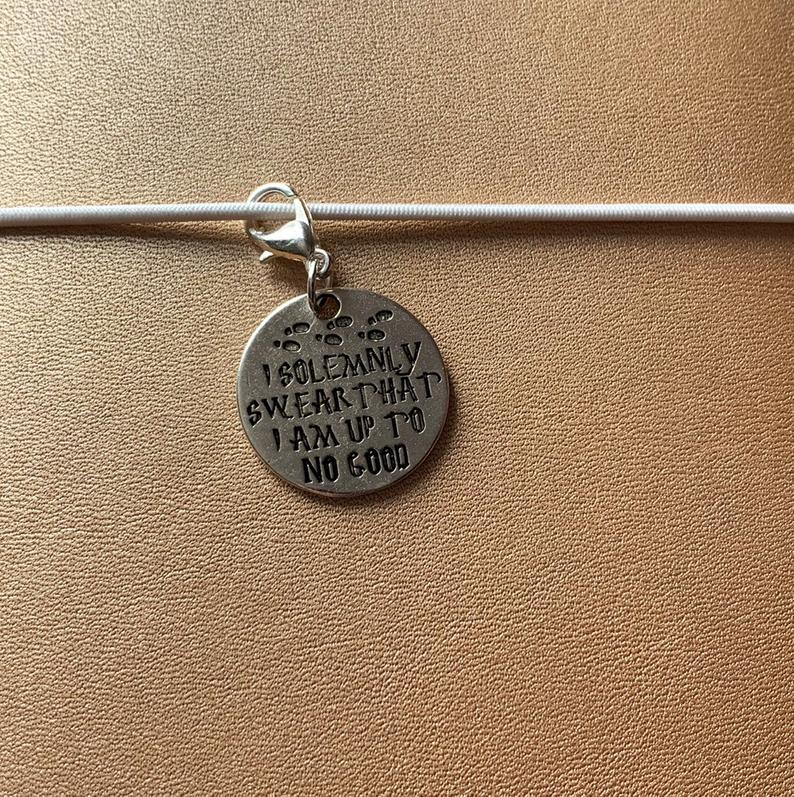 I SOLEMNLY
SWEAR THAT
I AM UP TO
NO GOOD